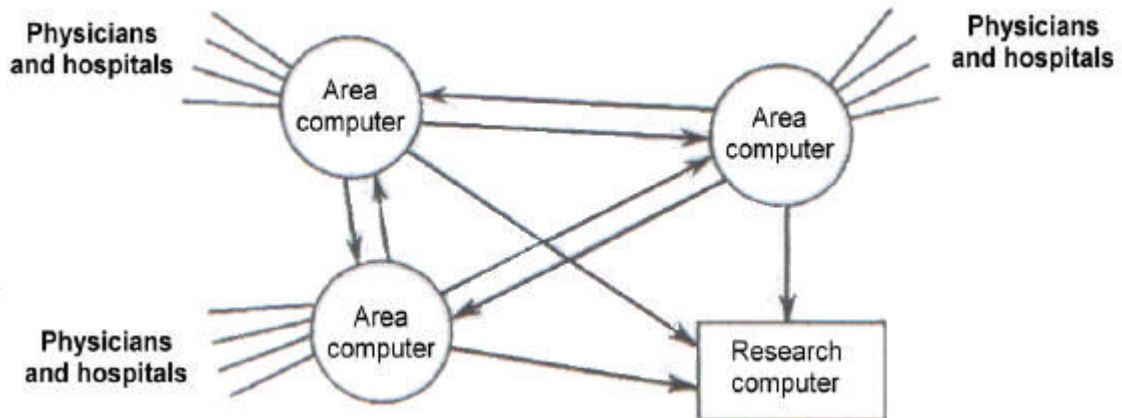 Physicians
and hospitals
Area
computer
Physicians
and hospitals
Area
computer
Physicians
and hospitals
Area
computer
Research
computer